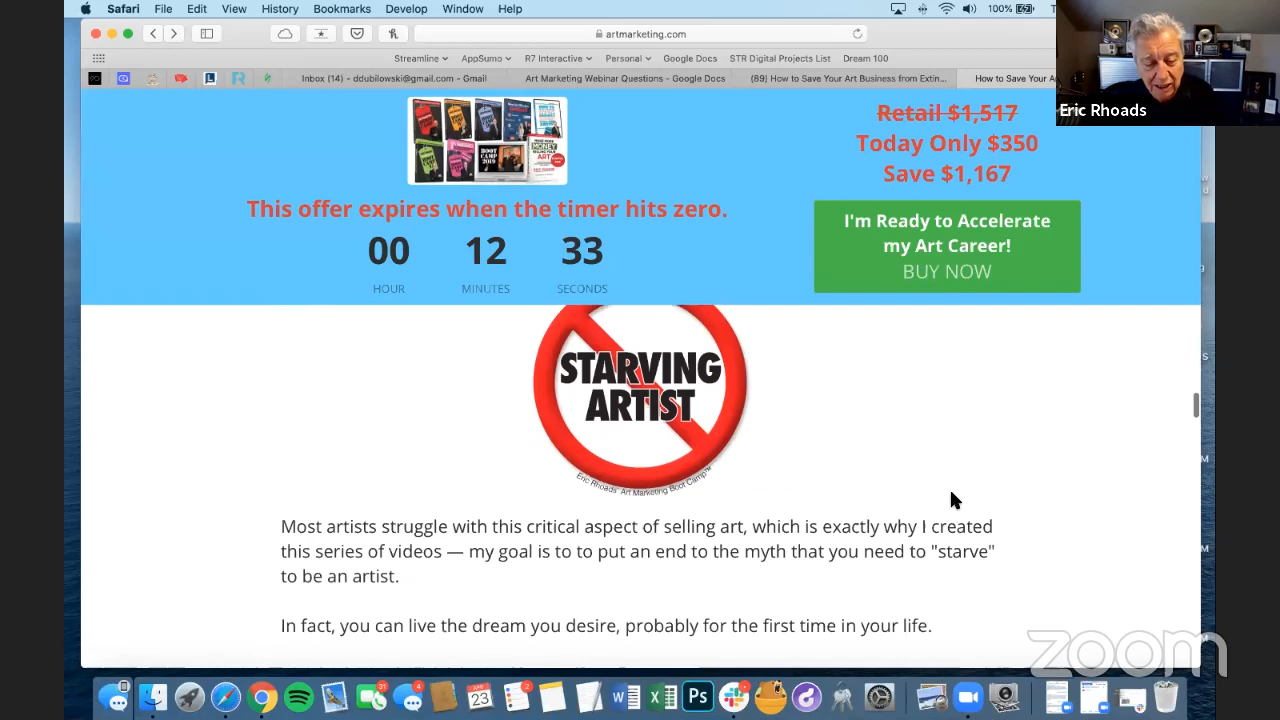 Safari File Edit View History Bookmarks Develop Window Help 100%
artmarketing.com
Streamline AppSumo R7 Interactive Personal Google Docs STR Digital Projects List Dream 100
Inbox (14) - ddubilowski@gmail.com - Gmail Art Marketing Webinar Questions - Google Docs (89) How to Save Your Art Business from Extin... How to Save Your
Eric Rhoads
Retail $1,517
Today Only $350
Save $1,167
This offer expires when the timer hits zero.
00 12 33
HOUR MINUTES SECONDS
I'm Ready to Accelerate
my Art Career!
BUY NOW
BOOT CAMP 2019
STARVING
ARTIST
Eric Rhoads' Art Marketing Boot Camp™
Most artists struggle with this critical aspect of selling art, which is exactly why I created
this series of videos — my goal is to to put an end to the myth that you need to "starve"
to be an artist.
In fact, you can live the dream you desire, probably for the first time in your life.
zoom